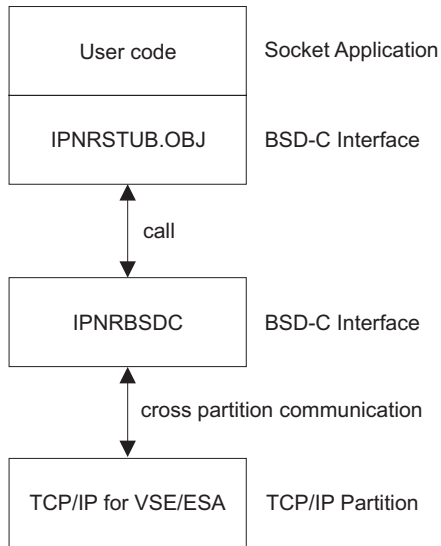 User code Socket Application
IPNRSTUB.OBJ BSD-C Interface
call
IPNRBSDC BSD-C Interface
cross partition communication
TCP/IP for VSE/ESA TCP/IP Partition